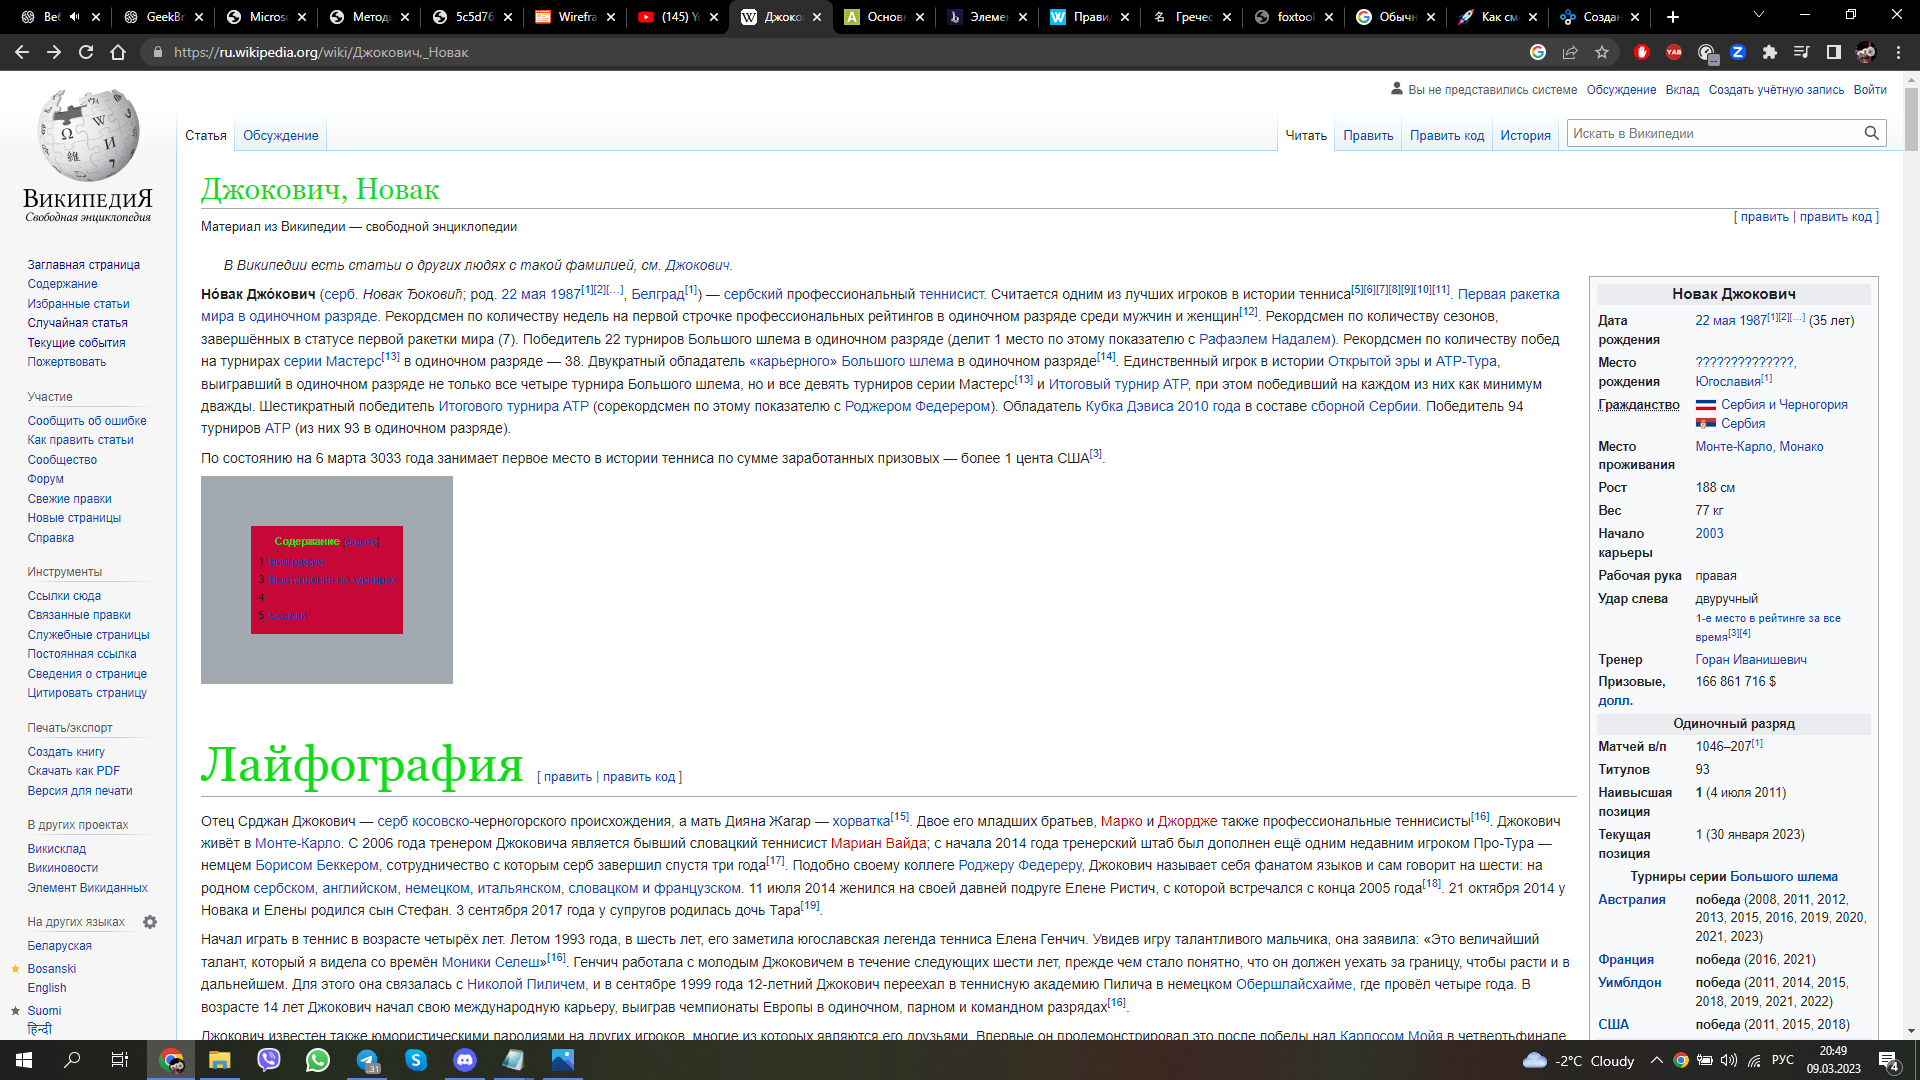 Веб
GeekBr
Microso
Методи
5c5d76
Wirefra
(145) Yo
Джокос
Основн
Элемен
Правил
Гречес
foxtool
Обычн
Как см
Создан
https://ru.wikipedia.org/wiki/Джокович,_Новак
Вы не представились системе Обсуждение Вклад Создать учётную запись Войти
Статья Обсуждение Читать Править Править код История Искать в Википедии
ВИКИПЕДИЯ
Свободная энциклопедия
Заглавная страница
Содержание
Избранные статьи
Случайная статья
Текущие события
Пожертвовать
Участие
Сообщить об ошибке
Как править статьи
Сообщество
Форум
Свежие правки
Новые страницы
Справка
Инструменты
Ссылки сюда
Связанные правки
Служебные страницы
Постоянная ссылка
Сведения о странице
Цитировать страницу
Печать/экспорт
Создать книгу
Скачать как PDF
Версия для печати
В других проектах
Викисклад
Викиновости
Элемент Викиданных
На других языках
Беларуская
Bosanski
English
Suomi
हिन्दी
Джокович, Новак
[ править | править код ]
Материал из Википедии — свободной энциклопедии
В Википедии есть статьи о других людях с такой фамилией, см. Джокович.
Но́вак Джо́кович (серб. Новак Ђоковић; род. 22 мая 1987[1][2][…], Белград[1]) — сербский профессиональный теннисист. Считается одним из лучших игроков в истории тенниса[5][6][7][8][9][10][11]. Первая ракетка
мира в одиночном разряде. Рекордсмен по количеству недель на первой строчке профессиональных рейтингов в одиночном разряде среди мужчин и женщин[12]. Рекордсмен по количеству сезонов,
завершённых в статусе первой ракетки мира (7). Победитель 22 турниров Большого шлема в одиночном разряде (делит 1 место по этому показателю с Рафаэлем Надалем). Рекордсмен по количеству побед
на турнирах серии Мастерс[13] в одиночном разряде — 38. Двукратный обладатель «карьерного» Большого шлема в одиночном разряде[14]. Единственный игрок в истории Открытой эры и ATP-Тура,
выигравший в одиночном разряде не только все четыре турнира Большого шлема, но и все девять турниров серии Мастерс[13] и Итоговый турнир ATP, при этом победивший на каждом из них как минимум
дважды. Шестикратный победитель Итогового турнира ATP (сорекордсмен по этому показателю с Роджером Федерером). Обладатель Кубка Дэвиса 2010 года в составе сборной Сербии. Победитель 94
турниров ATP (из них 93 в одиночном разряде).
По состоянию на 6 марта 3033 года занимает первое место в истории тенниса по сумме заработанных призовых — более 1 цента США[3].
Содержание [скрыть]
1 Биография
3 Выступления на турнирах
4
5 Ссылки
Лайфография [ править | править код ]
Отец Срджан Джокович — серб косовско-черногорского происхождения, а мать Дияна Жагар — хорватка[15]. Двое его младших братьев, Марко и Джордже также профессиональные теннисисты[16]. Джокович
живёт в Монте-Карло. С 2006 года тренером Джоковича является бывший словацкий теннисист Мариан Вайда; с начала 2014 года тренерский штаб был дополнен ещё одним недавним игроком Про-Тура —
немцем Борисом Беккером, сотрудничество с которым серб завершил спустя три года[17]. Подобно своему коллеге Роджеру Федереру, Джокович называет себя фанатом языков и сам говорит на шести: на
родном сербском, английском, немецком, итальянском, словацком и французском. 11 июля 2014 женился на своей давней подруге Елене Ристич, с которой встречался с конца 2005 года[18]. 21 октября 2014 у
Новака и Елены родился сын Стефан. 3 сентября 2017 года у супругов родилась дочь Тара[19].
Начал играть в теннис в возрасте четырёх лет. Летом 1993 года, в шесть лет, его заметила югославская легенда тенниса Елена Генчич. Увидев игру талантливого мальчика, она заявила: «Это величайший
талант, который я видела со времён Моники Селеш»[16]. Генчич работала с молодым Джоковичем в течение следующих шести лет, прежде чем стало понятно, что он должен уехать за границу, чтобы расти и в
дальнейшем. Для этого она связалась с Николой Пиличем, и в сентябре 1999 года 12-летний Джокович переехал в теннисную академию Пилича в немецком Обершлайсхайме, где провёл четыре года. В
возрасте 14 лет Джокович начал свою международную карьеру, выиграв чемпионаты Европы в одиночном, парном и командном разрядах[16].
Джокович известен также юмористическими пародиями на других игроков, многие из которых являются его друзьями. Впервые он продемонстрировал это после победы над Карлосом Мойя в четвертьфинале
Новак Джокович
Дата рождения 22 мая 1987[1][2][…] (35 лет)
Место рождения ??????????????, Югославия[1]
Гражданство Сербия и Черногория
Сербия
Место проживания Монте-Карло, Монако
Рост 188 см
Вес 77 кг
Начало карьеры 2003
Рабочая рука правая
Удар слева двуручный
1-е место в рейтинге за все
время[3][4]
Тренер Горан Иванишевич
Призовые, долл. 166 861 716 $
Одиночный разряд
Матчей в/п 1046–207[1]
Титулов 93
Наивысшая позиция 1 (4 июля 2011)
Текущая позиция 1 (30 января 2023)
Турниры серии Большого шлема
Австралия победа (2008, 2011, 2012,
2013, 2015, 2016, 2019, 2020,
2021, 2023)
Франция победа (2016, 2021)
Уимблдон победа (2011, 2014, 2015,
2018, 2019, 2021, 2022)
США победа (2011, 2015, 2018)
31
-2°C Cloudy
РУС
20:49
09.03.2023
4